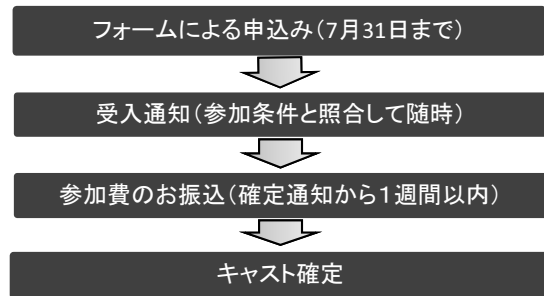 フォームによる申込み（7月31日まで）
受入通知（参加条件と照合して随時）
参加費のお振込（確定通知から１週間以内）
キャスト確定